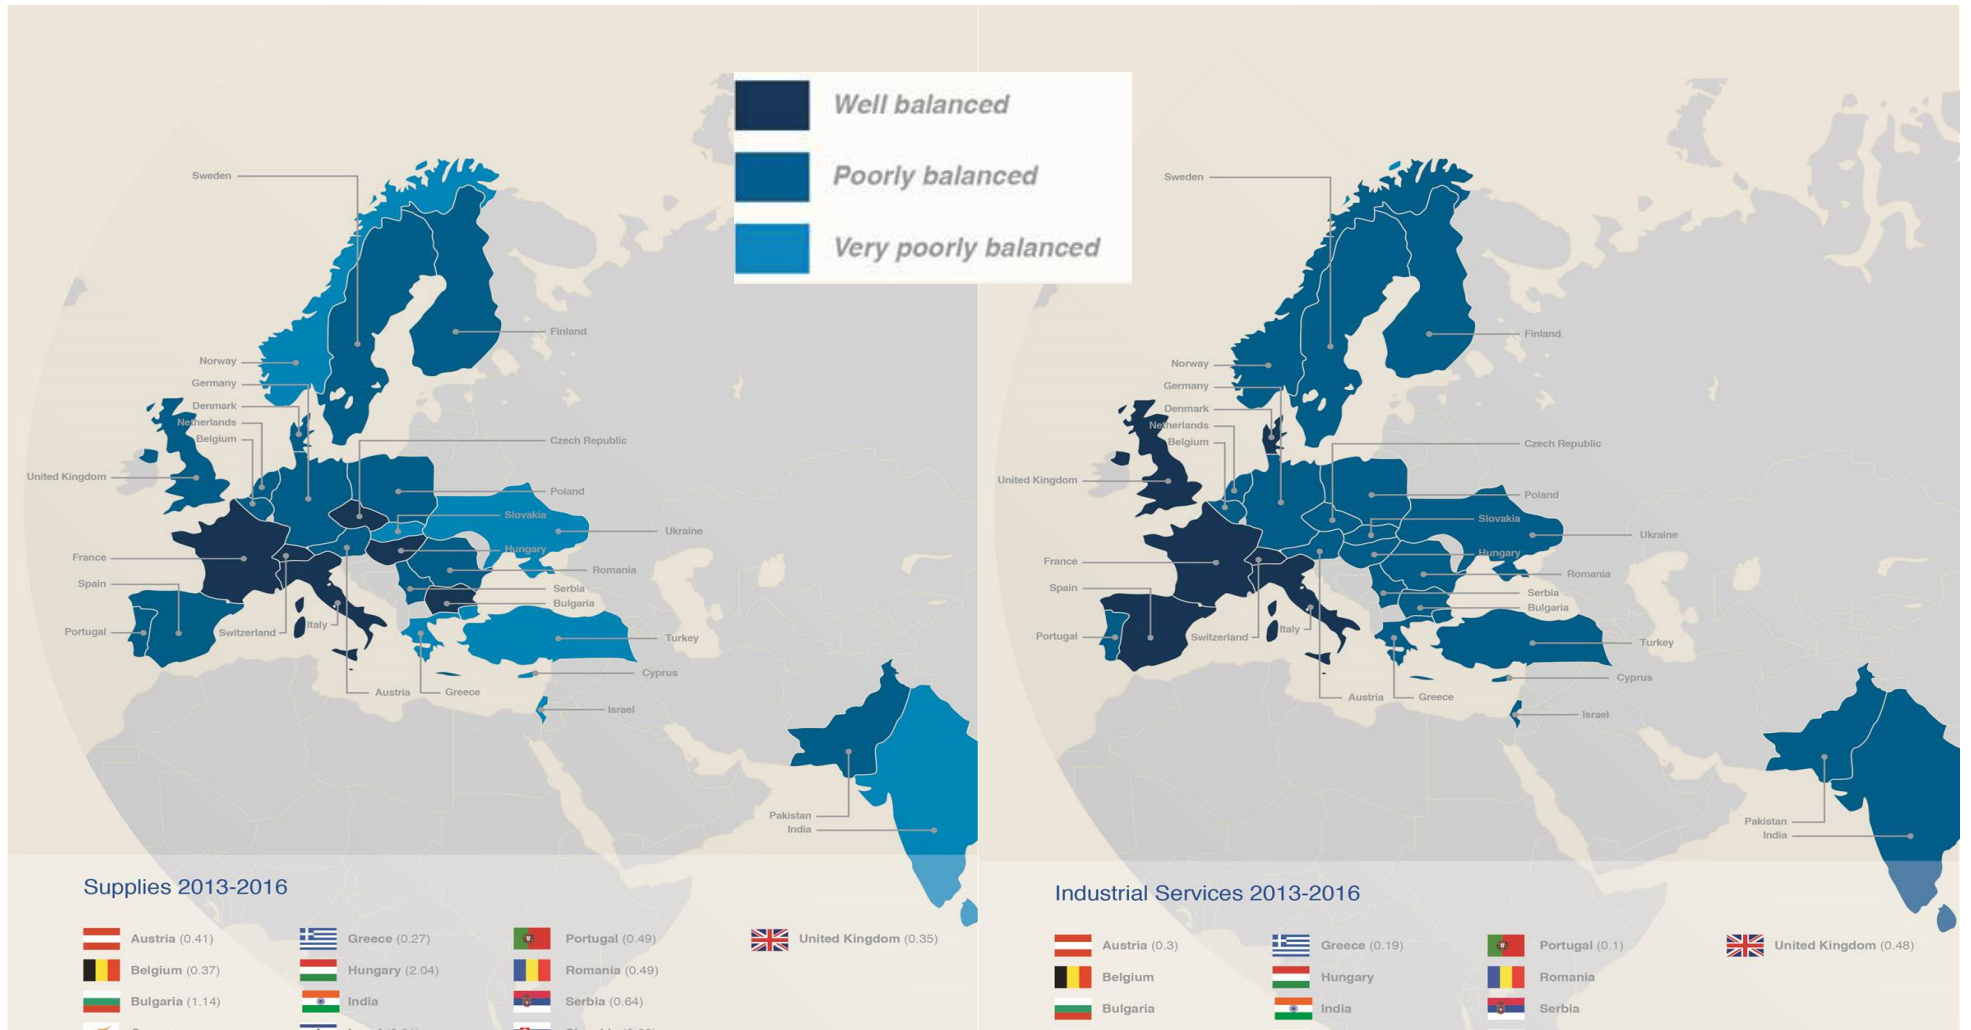 Well balanced
Poorly balanced
Very poorly balanced
Sweden
Finland
Norway
Germany
Denmark
Netherlands
Belgium
Czech Republic
United Kingdom
Poland
Slovakia
Ukraine
France
Hungary
Romania
Spain
Serbia
Bulgaria
Portugal
Switzerland
Italy
Turkey
Cyprus
Austria
Greece
Israel
Pakistan
India
Supplies 2013-2016
Austria (0.41)
Greece (0.27)
Portugal (0.49)
United Kingdom (0.35)
Belgium (0.37)
Hungary (2.04)
Romania (0.49)
Bulgaria (1.14)
India
Serbia (0.64)
Sweden
Finland
Norway
Germany
Denmark
Netherlands
Belgium
Czech Republic
United Kingdom
Poland
Slovakia
Ukraine
France
Hungary
Romania
Spain
Serbia
Bulgaria
Portugal
Switzerland
Italy
Turkey
Cyprus
Austria
Greece
Israel
Pakistan
India
Industrial Services 2013-2016
Austria (0.3)
Greece (0.19)
Portugal (0.1)
United Kingdom (0.48)
Belgium
Hungary
Romania
Bulgaria
India
Serbia